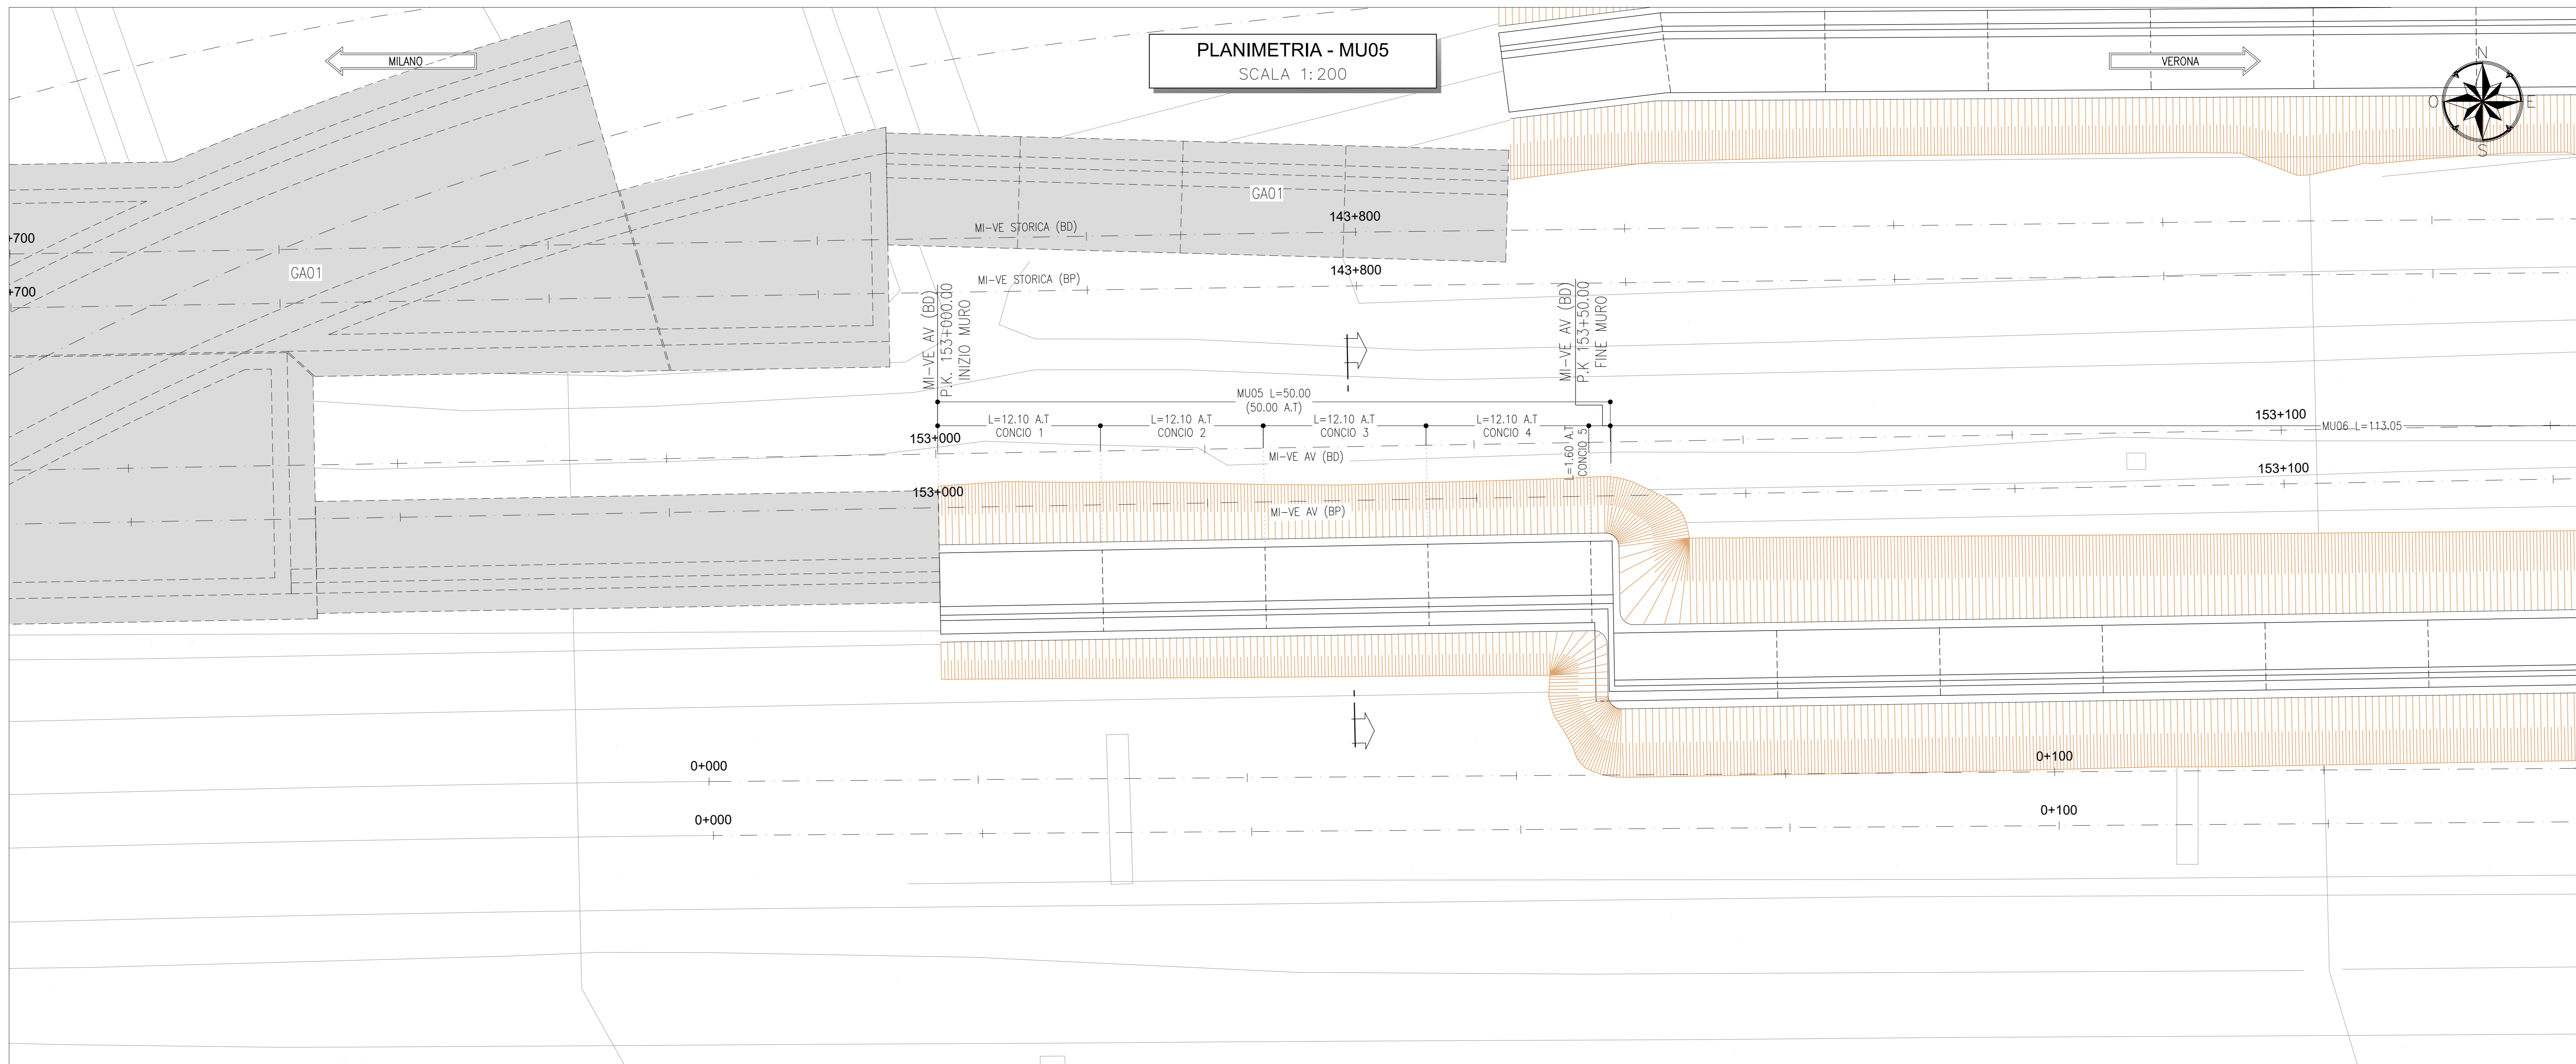 PLANIMETRIA - MU05
SCALA 1:200
MILANO
VERONA
N
O
E
S
GA01
GA01
MI-VE STORICA (BD)
143+800
+700
MI-VE STORICA (BP)
143+800
+700
MI-VE AV (BD)
P.K. 153+000.00
INIZIO MURO
MI-VE AV (BD)
P.K 153+50.00
FINE MURO
MU05 L=50.00
(50.00 A.T)
L=12.10 A.T
CONCIO 1
L=12.10 A.T
CONCIO 2
L=12.10 A.T
CONCIO 3
L=12.10 A.T
CONCIO 4
L=1.60 A.T
CONCIO 5
153+000
MI-VE AV (BD)
153+100
MU06 L=113.05
153+000
MI-VE AV (BP)
153+100
0+000
0+100
0+000
0+100